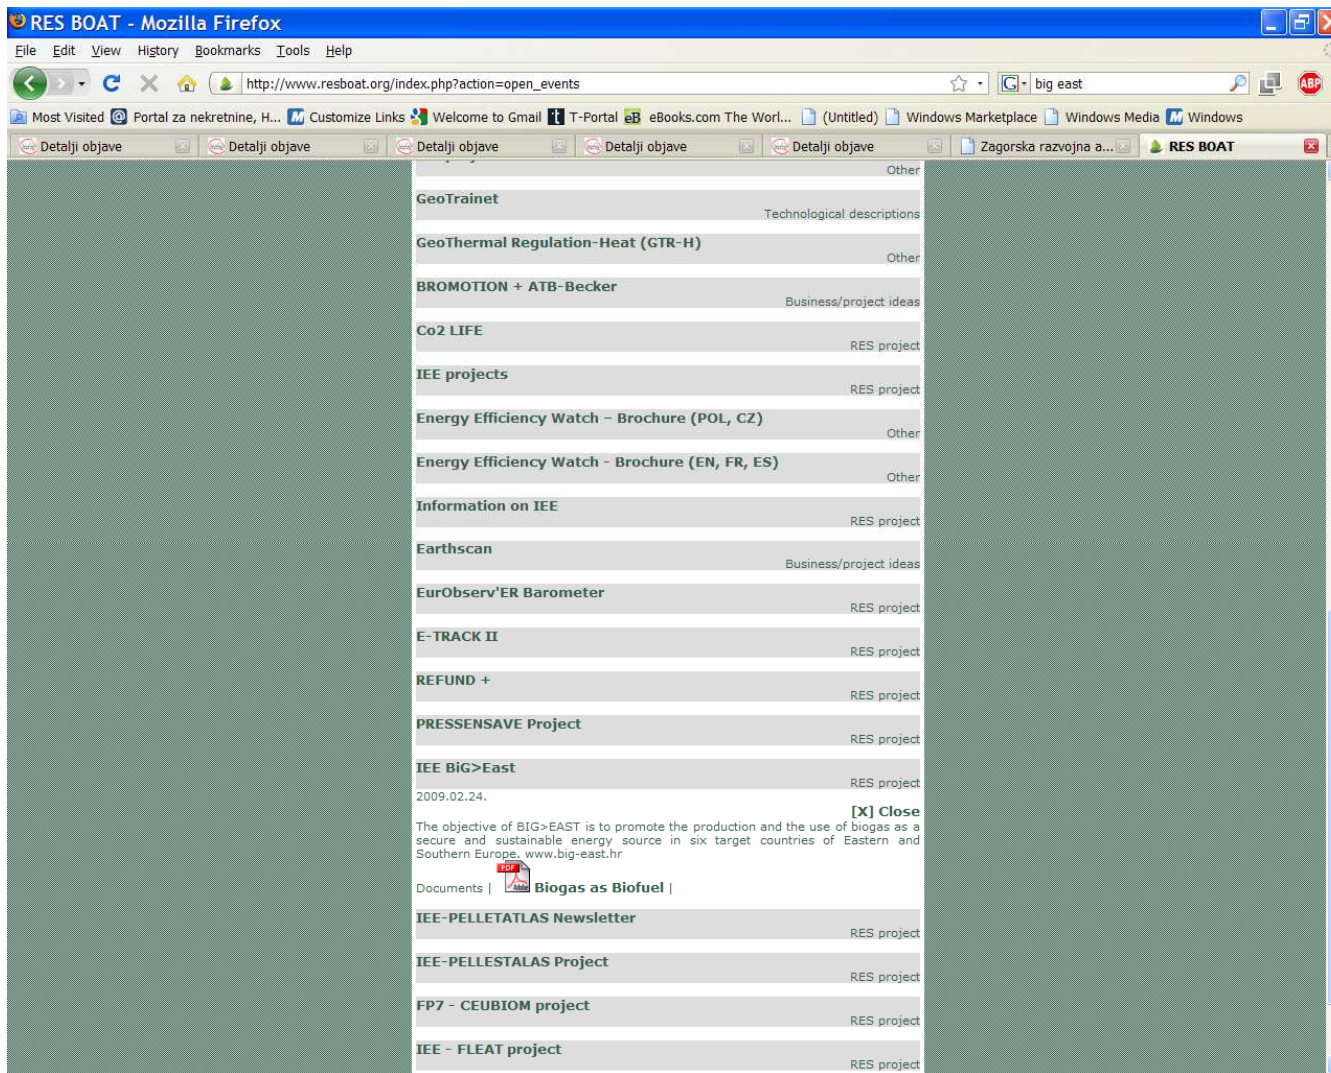 RES BOAT - Mozilla Firefox
File Edit View History Bookmarks Tools Help
http://www.resboat.org/index.php?action=open_events G big east ABP
Most Visited Portal za nekretnine, H... Customize Links Welcome to Gmail T-Portal eB eBooks.com The Worl... (Untitled) Windows Marketplace Windows Media Windows
Detalji objave Detalji objave Detalji objave Detalji objave Detalji objave Zagorska razvojna a... RES BOAT
Other
GeoTrainet
Technological descriptions
GeoThermal Regulation-Heat (GTR-H)
Other
BROMOTION + ATB-Becker
Business/project ideas
Co2 LIFE
RES project
IEE projects
RES project
Energy Efficiency Watch – Brochure (POL, CZ)
Other
Energy Efficiency Watch - Brochure (EN, FR, ES)
Other
Information on IEE
RES project
Earthscan
Business/project ideas
EurObserv'ER Barometer
RES project
E-TRACK II
RES project
REFUND +
RES project
PRESSENSAVE Project
RES project
IEE BiG>East
RES project
2009.02.24.
[X] Close
The objective of BIG>EAST is to promote the production and the use of biogas as a
secure and sustainable energy source in six target countries of Eastern and
Southern Europe. www.big-east.hr
PDF
Adobe
Documents | Biogas as Biofuel |
IEE-PELLETATLAS Newsletter
RES project
IEE-PELLESTALAS Project
RES project
FP7 - CEUBIOM project
RES project
IEE - FLEAT project
RES project